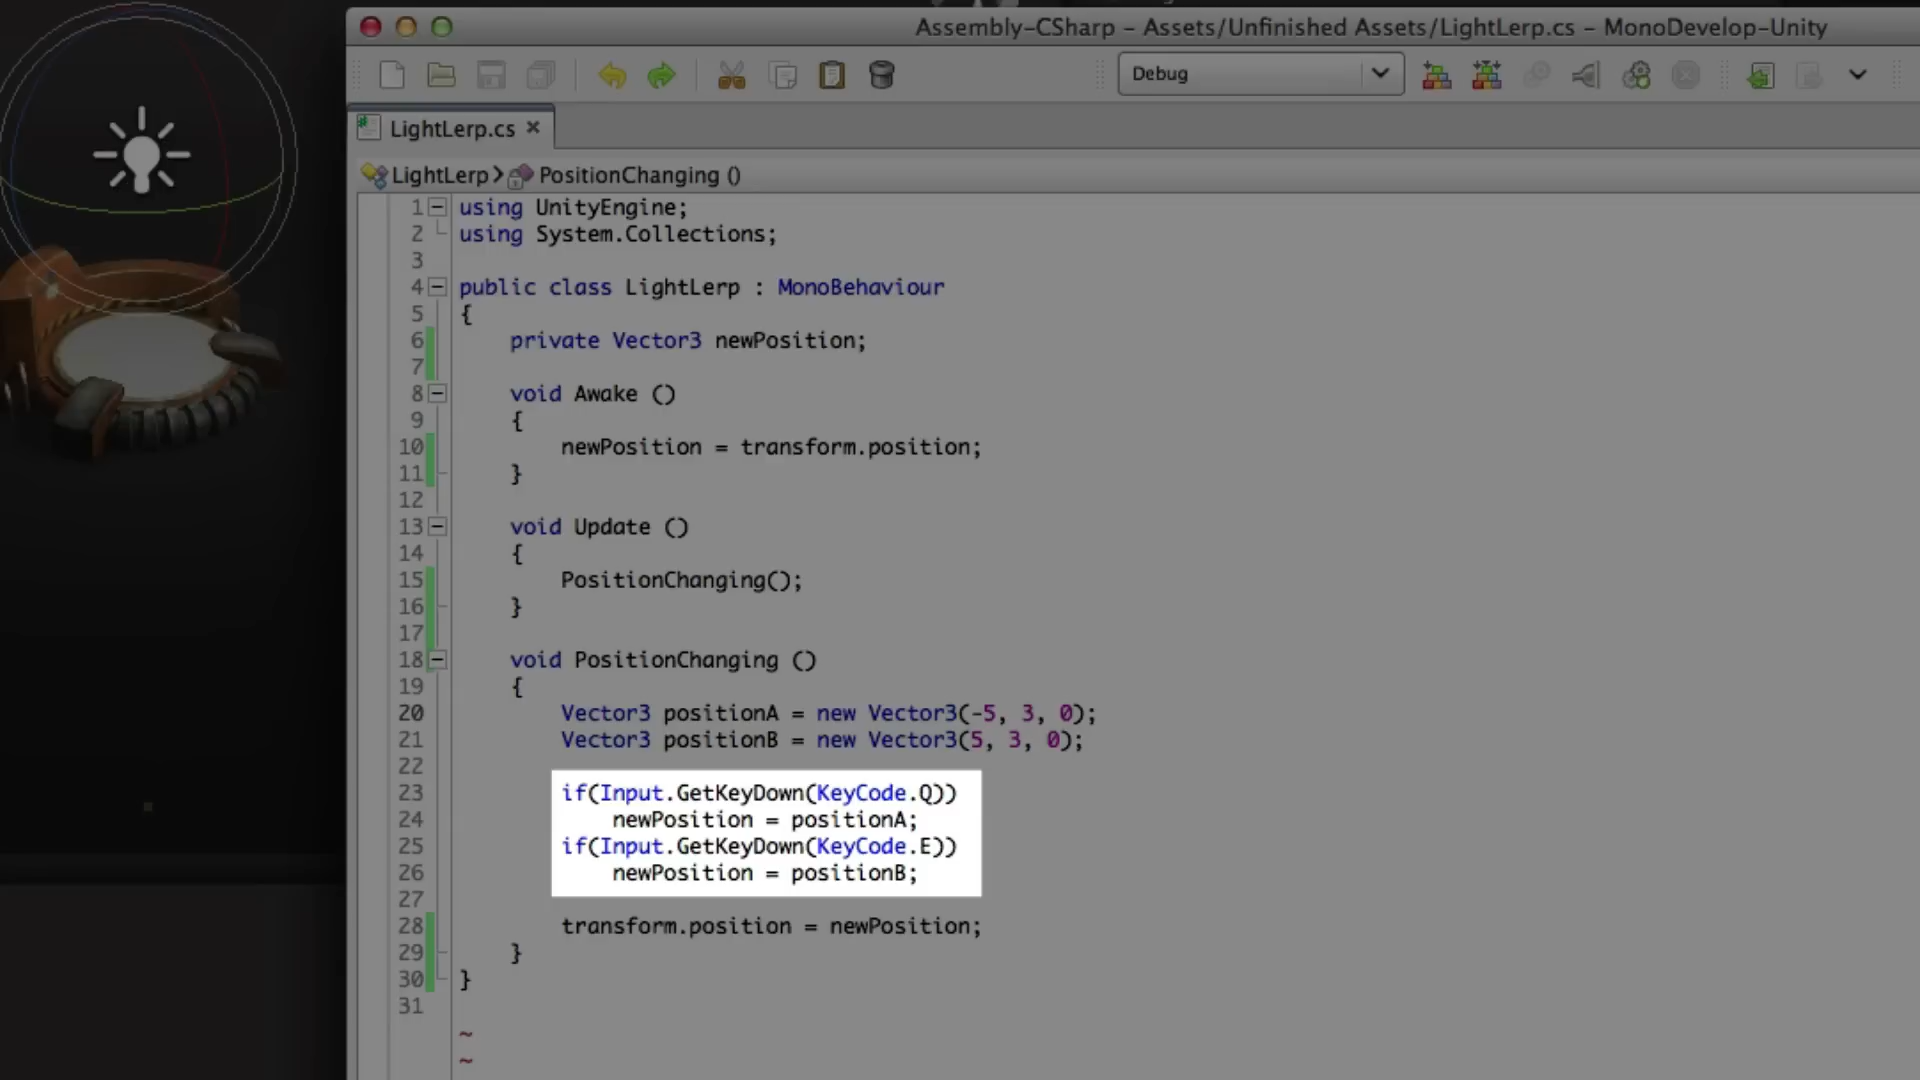 Assembly-CSharp – Assets/Unfinished Assets/LightLerp.cs – MonoDevelop-Unity
Debug
LightLerp.cs
LightLerp PositionChanging ()
1 using UnityEngine;
2 using System.Collections;
3
4 public class LightLerp : MonoBehaviour
5 {
6 private Vector3 newPosition;
7
8 void Awake ()
9 {
10 newPosition = transform.position;
11 }
12
13 void Update ()
14 {
15 PositionChanging();
16 }
17
18 void PositionChanging ()
19 {
20 Vector3 positionA = new Vector3(-5, 3, 0);
21 Vector3 positionB = new Vector3(5, 3, 0);
22
23 if(Input.GetKeyDown(KeyCode.Q))
24 newPosition = positionA;
25 if(Input.GetKeyDown(KeyCode.E))
26 newPosition = positionB;
27
28 transform.position = newPosition;
29 }
30 }
31
~
~